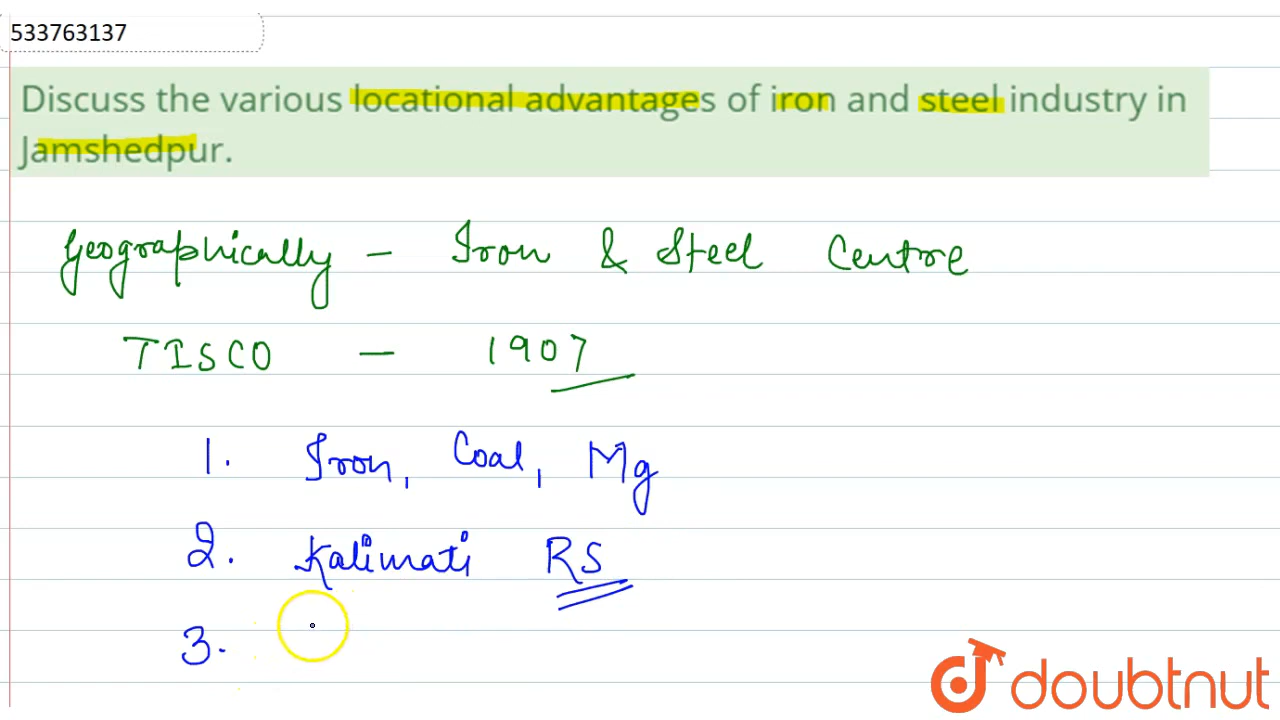 533763137
Discuss the various locational advantages of iron and steel industry in
Jamshedpur.
Geographically - Iron & Steel Centre
TISCO - 1907
1. Iron, Coal, Mg
2. Kalimati RS
3.
doubtnut